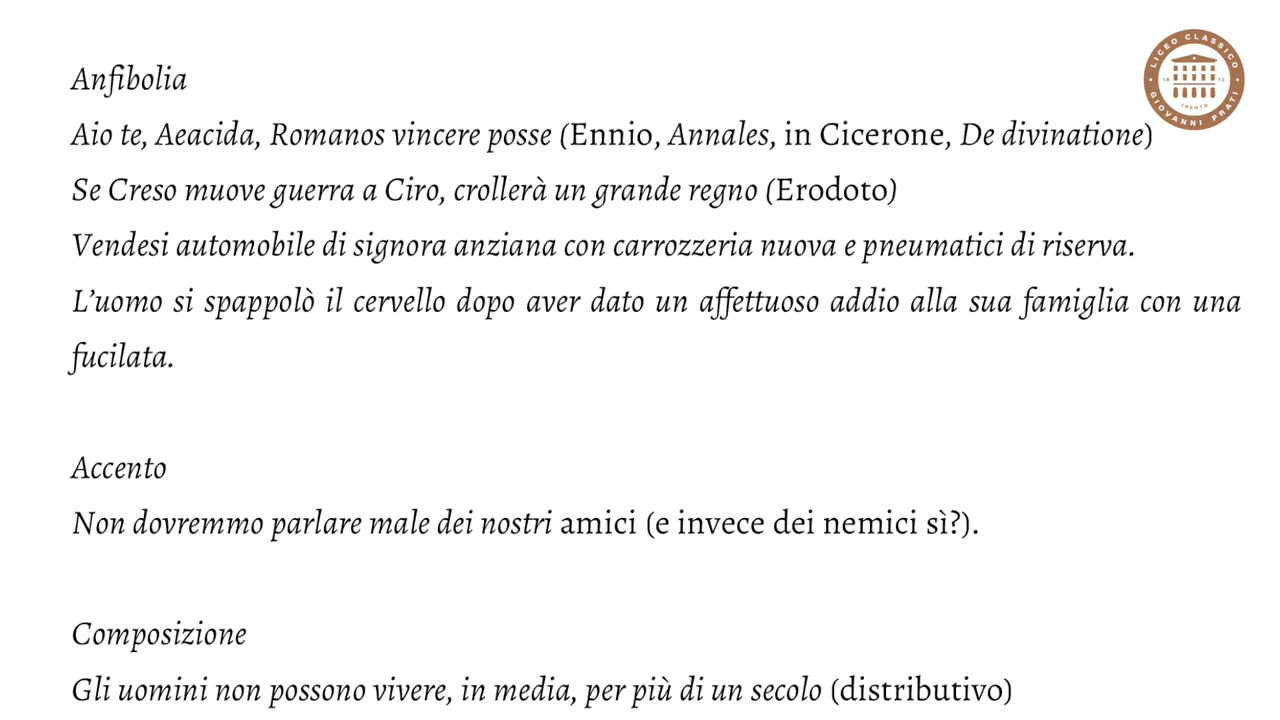 LICEO CLASSICO
18 12
TRENTO
GIOVANNI PRATI
Anfibolia
Aio te, Aeacida, Romanos vincere posse (Ennio, Annales, in Cicerone, De divinatione)
Se Creso muove guerra a Ciro, crollerà un grande regno (Erodoto)
Vendesi automobile di signora anziana con carrozzeria nuova e pneumatici di riserva.
L’uomo si spappolò il cervello dopo aver dato un affettuoso addio alla sua famiglia con una
fucilata.
Accento
Non dovremmo parlare male dei nostri amici (e invece dei nemici sì?).
Composizione
Gli uomini non possono vivere, in media, per più di un secolo (distributivo)